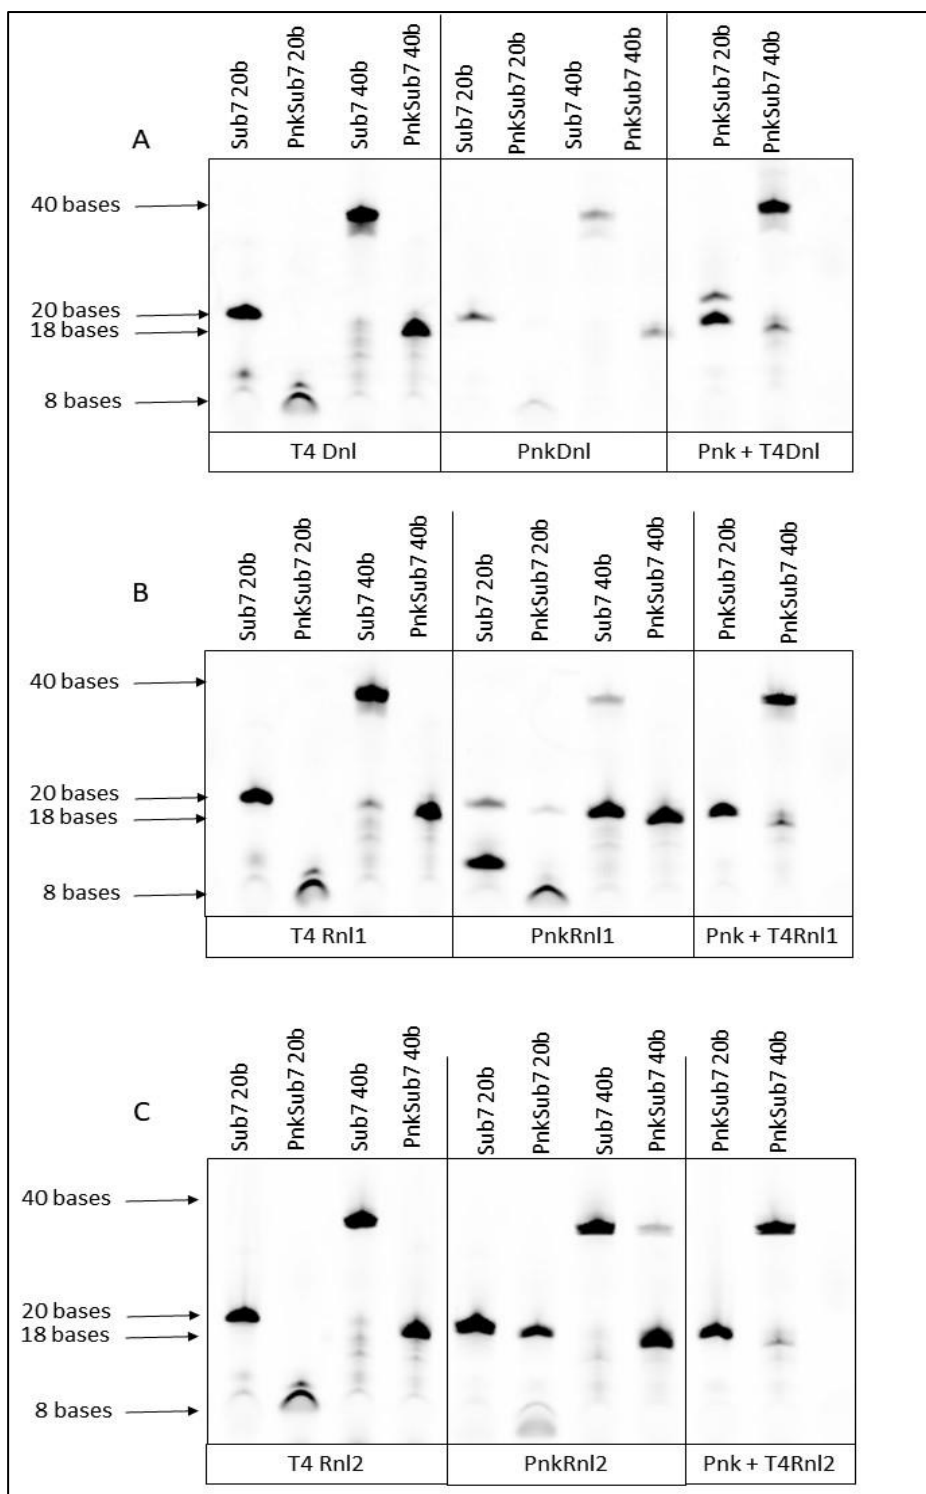 Sub7 20b PnkSub7 20b Sub7 40b PnkSub7 40b Sub7 20b PnkSub7 20b Sub7 40b PnkSub7 40b PnkSub7 20b PnkSub7 40b
A
40 bases
20 bases
18 bases
8 bases
T4 Dnl PnkDnl Pnk + T4Dnl
Sub7 20b PnkSub7 20b Sub7 40b PnkSub7 40b Sub7 20b PnkSub7 20b Sub7 40b PnkSub7 40b PnkSub7 20b PnkSub7 40b
B
40 bases
20 bases
18 bases
8 bases
T4 Rnl1 PnkRnl1 Pnk + T4Rnl1
Sub7 20b PnkSub7 20b Sub7 40b PnkSub7 40b Sub7 20b PnkSub7 20b Sub7 40b PnkSub7 40b PnkSub7 20b PnkSub7 40b
C
40 bases
20 bases
18 bases
8 bases
T4 Rnl2 PnkRnl2 Pnk + T4Rnl2